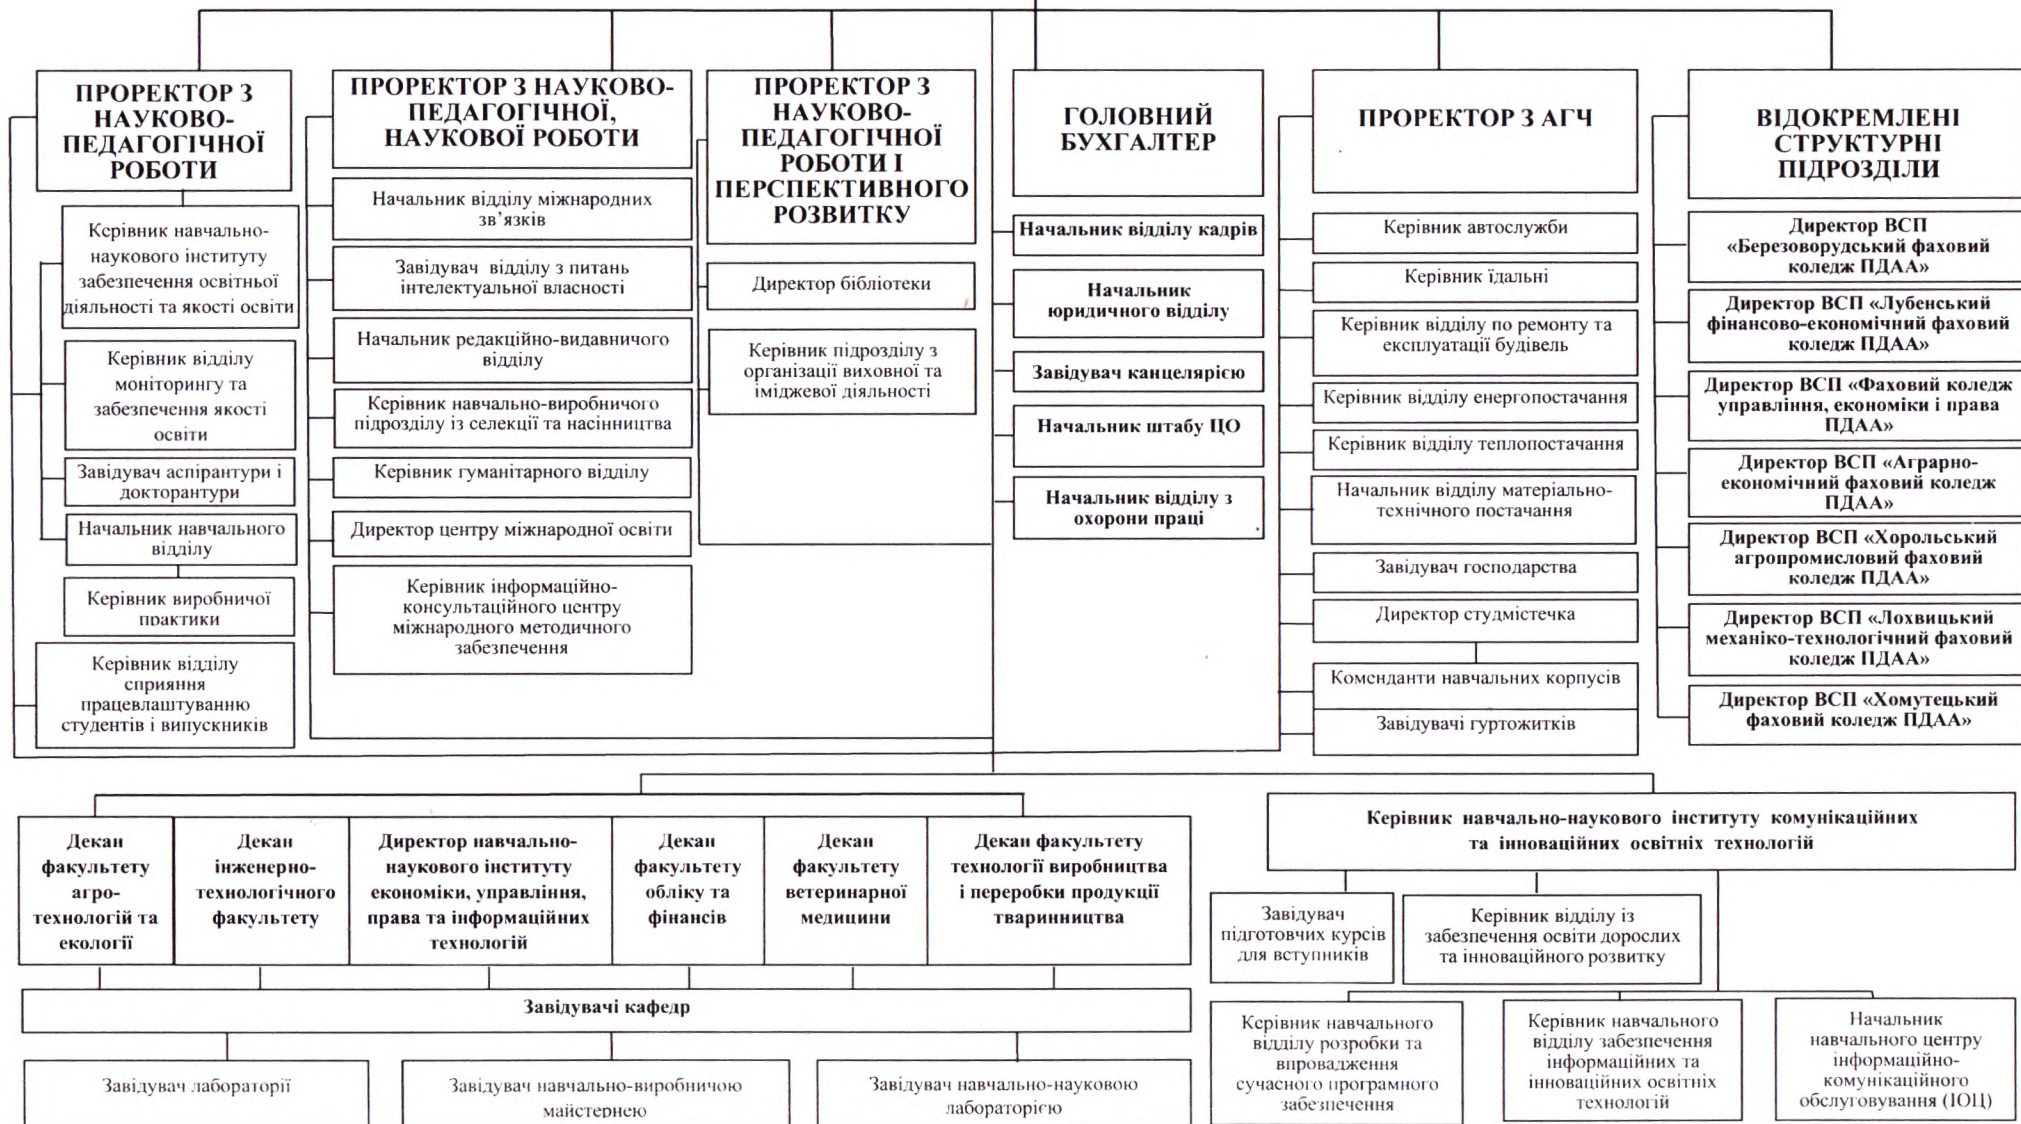 ПРОРЕКТОР З
НАУКОВО-
ПЕДАГОГІЧНОЇ
РОБОТИ
Керівник навчально-
наукового інституту
забезпечення освітньої
діяльності та якості освіти
Керівник відділу
моніторингу та
забезпечення якості
освіти
Завідувач аспірантури і
докторантури
Начальник навчального
відділу
Керівник виробничої
практики
Керівник відділу
сприяння
працевлаштуванню
студентів і випускників
ПРОРЕКТОР З НАУКОВО-
ПЕДАГОГІЧНОЇ,
НАУКОВОЇ РОБОТИ
Начальник відділу міжнародних
зв’язків
Завідувач відділу з питань
інтелектуальної власності
Начальник редакційно-видавничого
відділу
Керівник навчально-виробничого
підрозділу із селекції та насінництва
Керівник гуманітарного відділу
Директор центру міжнародної освіти
Керівник інформаційно-
консультаційного центру
міжнародного методичного
забезпечення
ПРОРЕКТОР З
НАУКОВО-
ПЕДАГОГІЧНОЇ
РОБОТИ І
ПЕРСПЕКТИВНОГО
РОЗВИТКУ
Директор бібліотеки
Керівник підрозділу з
організації виховної та
іміджевої діяльності
ГОЛОВНИЙ
БУХГАЛТЕР
Начальник відділу кадрів
Начальник
юридичного відділу
Завідувач канцелярією
Начальник штабу ЦО
Начальник відділу з
охорони праці
ПРОРЕКТОР З АГЧ
Керівник автослужби
Керівник їдальні
Керівник відділу по ремонту та
експлуатації будівель
Керівник відділу енергопостачання
Керівник відділу теплопостачання
Начальник відділу матеріально-
технічного постачання
Завідувач господарства
Директор студмістечка
Коменданти навчальних корпусів
Завідувачі гуртожитків
ВІДОКРЕМЛЕНІ
СТРУКТУРНІ
ПІДРОЗДІЛИ
Директор ВСП
«Березоворудський фаховий
коледж ПДАА»
Директор ВСП «Лубенський
фінансово-економічний фаховий
коледж ПДАА»
Директор ВСП «Фаховий коледж
управління, економіки і права
ПДАА»
Директор ВСП «Аграрно-
економічний фаховий коледж
ПДАА»
Директор ВСП «Хорольський
агропромисловий фаховий
коледж ПДАА»
Директор ВСП «Лохвицький
механіко-технологічний фаховий
коледж ПДАА»
Директор ВСП «Хомутецький
фаховий коледж ПДАА»
Декан
факультету
агро-
технологій та
екології
Декан
інженерно-
технологічного
факультету
Директор навчально-
наукового інституту
економіки, управління,
права та інформаційних
технологій
Декан
факультету
обліку та
фінансів
Декан
факультету
ветеринарної
медицини
Декан факультету
технології виробництва
і переробки продукції
тваринництва
Завідувачі кафедр
Завідувач лабораторії
Завідувач навчально-виробничою
майстернею
Завідувач навчально-науковою
лабораторією
Керівник навчально-наукового інституту комунікаційних
та інноваційних освітніх технологій
Завідувач
підготовчих курсів
для вступників
Керівник відділу із
забезпечення освіти дорослих
та інноваційного розвитку
Керівник навчального
відділу розробки та
впровадження
сучасного програмного
забезпечення
Керівник навчального
відділу забезпечення
інформаційних та
інноваційних освітніх
технологій
Начальник
навчального центру
інформаційно-
комунікаційного
обслуговування (ІОЦ)